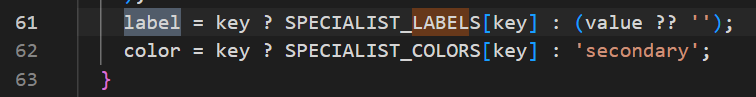 61 label = key ? SPECIALIST_LABELS[key] : (value ?? '');
62 color = key ? SPECIALIST_COLORS[key] : 'secondary';
63 }